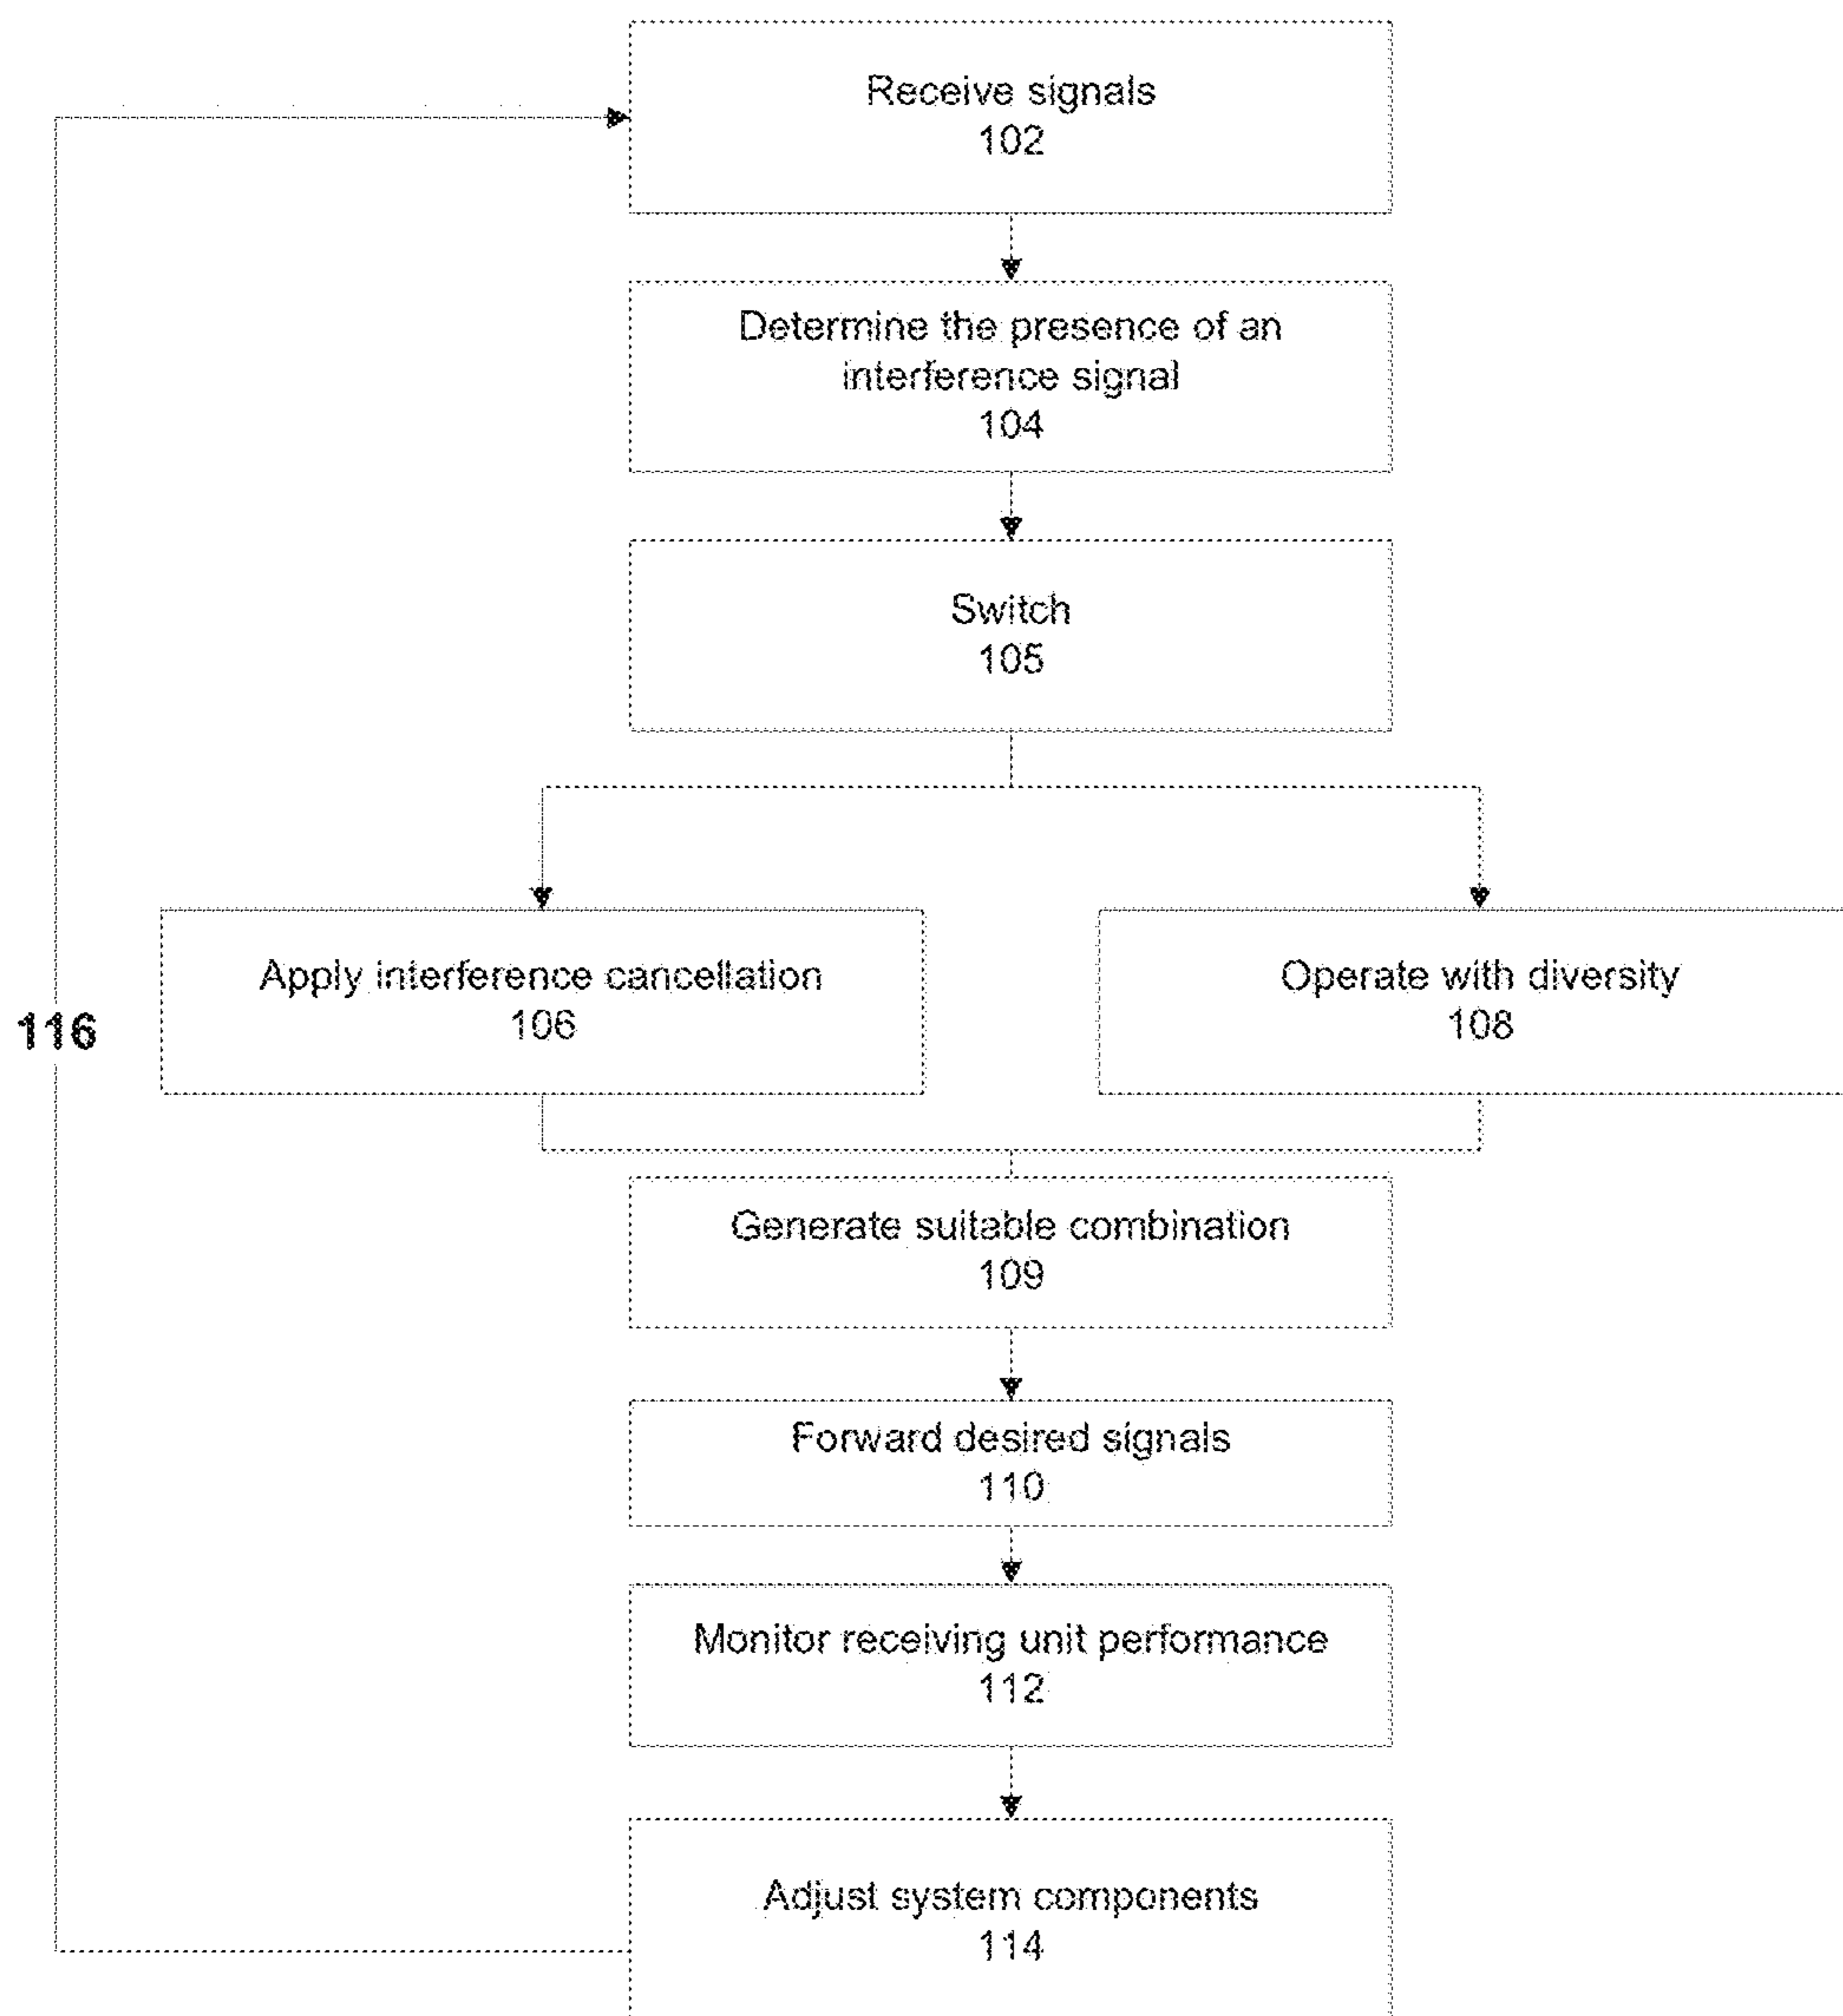 Receive signals
102
Determine the presence of an
interference signal
104
Switch
105
Apply interference cancellation
106
Operate with diversity
108
116
Generate suitable combination
109
Forward desired signals
110
Monitor receiving unit performance
112
Adjust system components
114